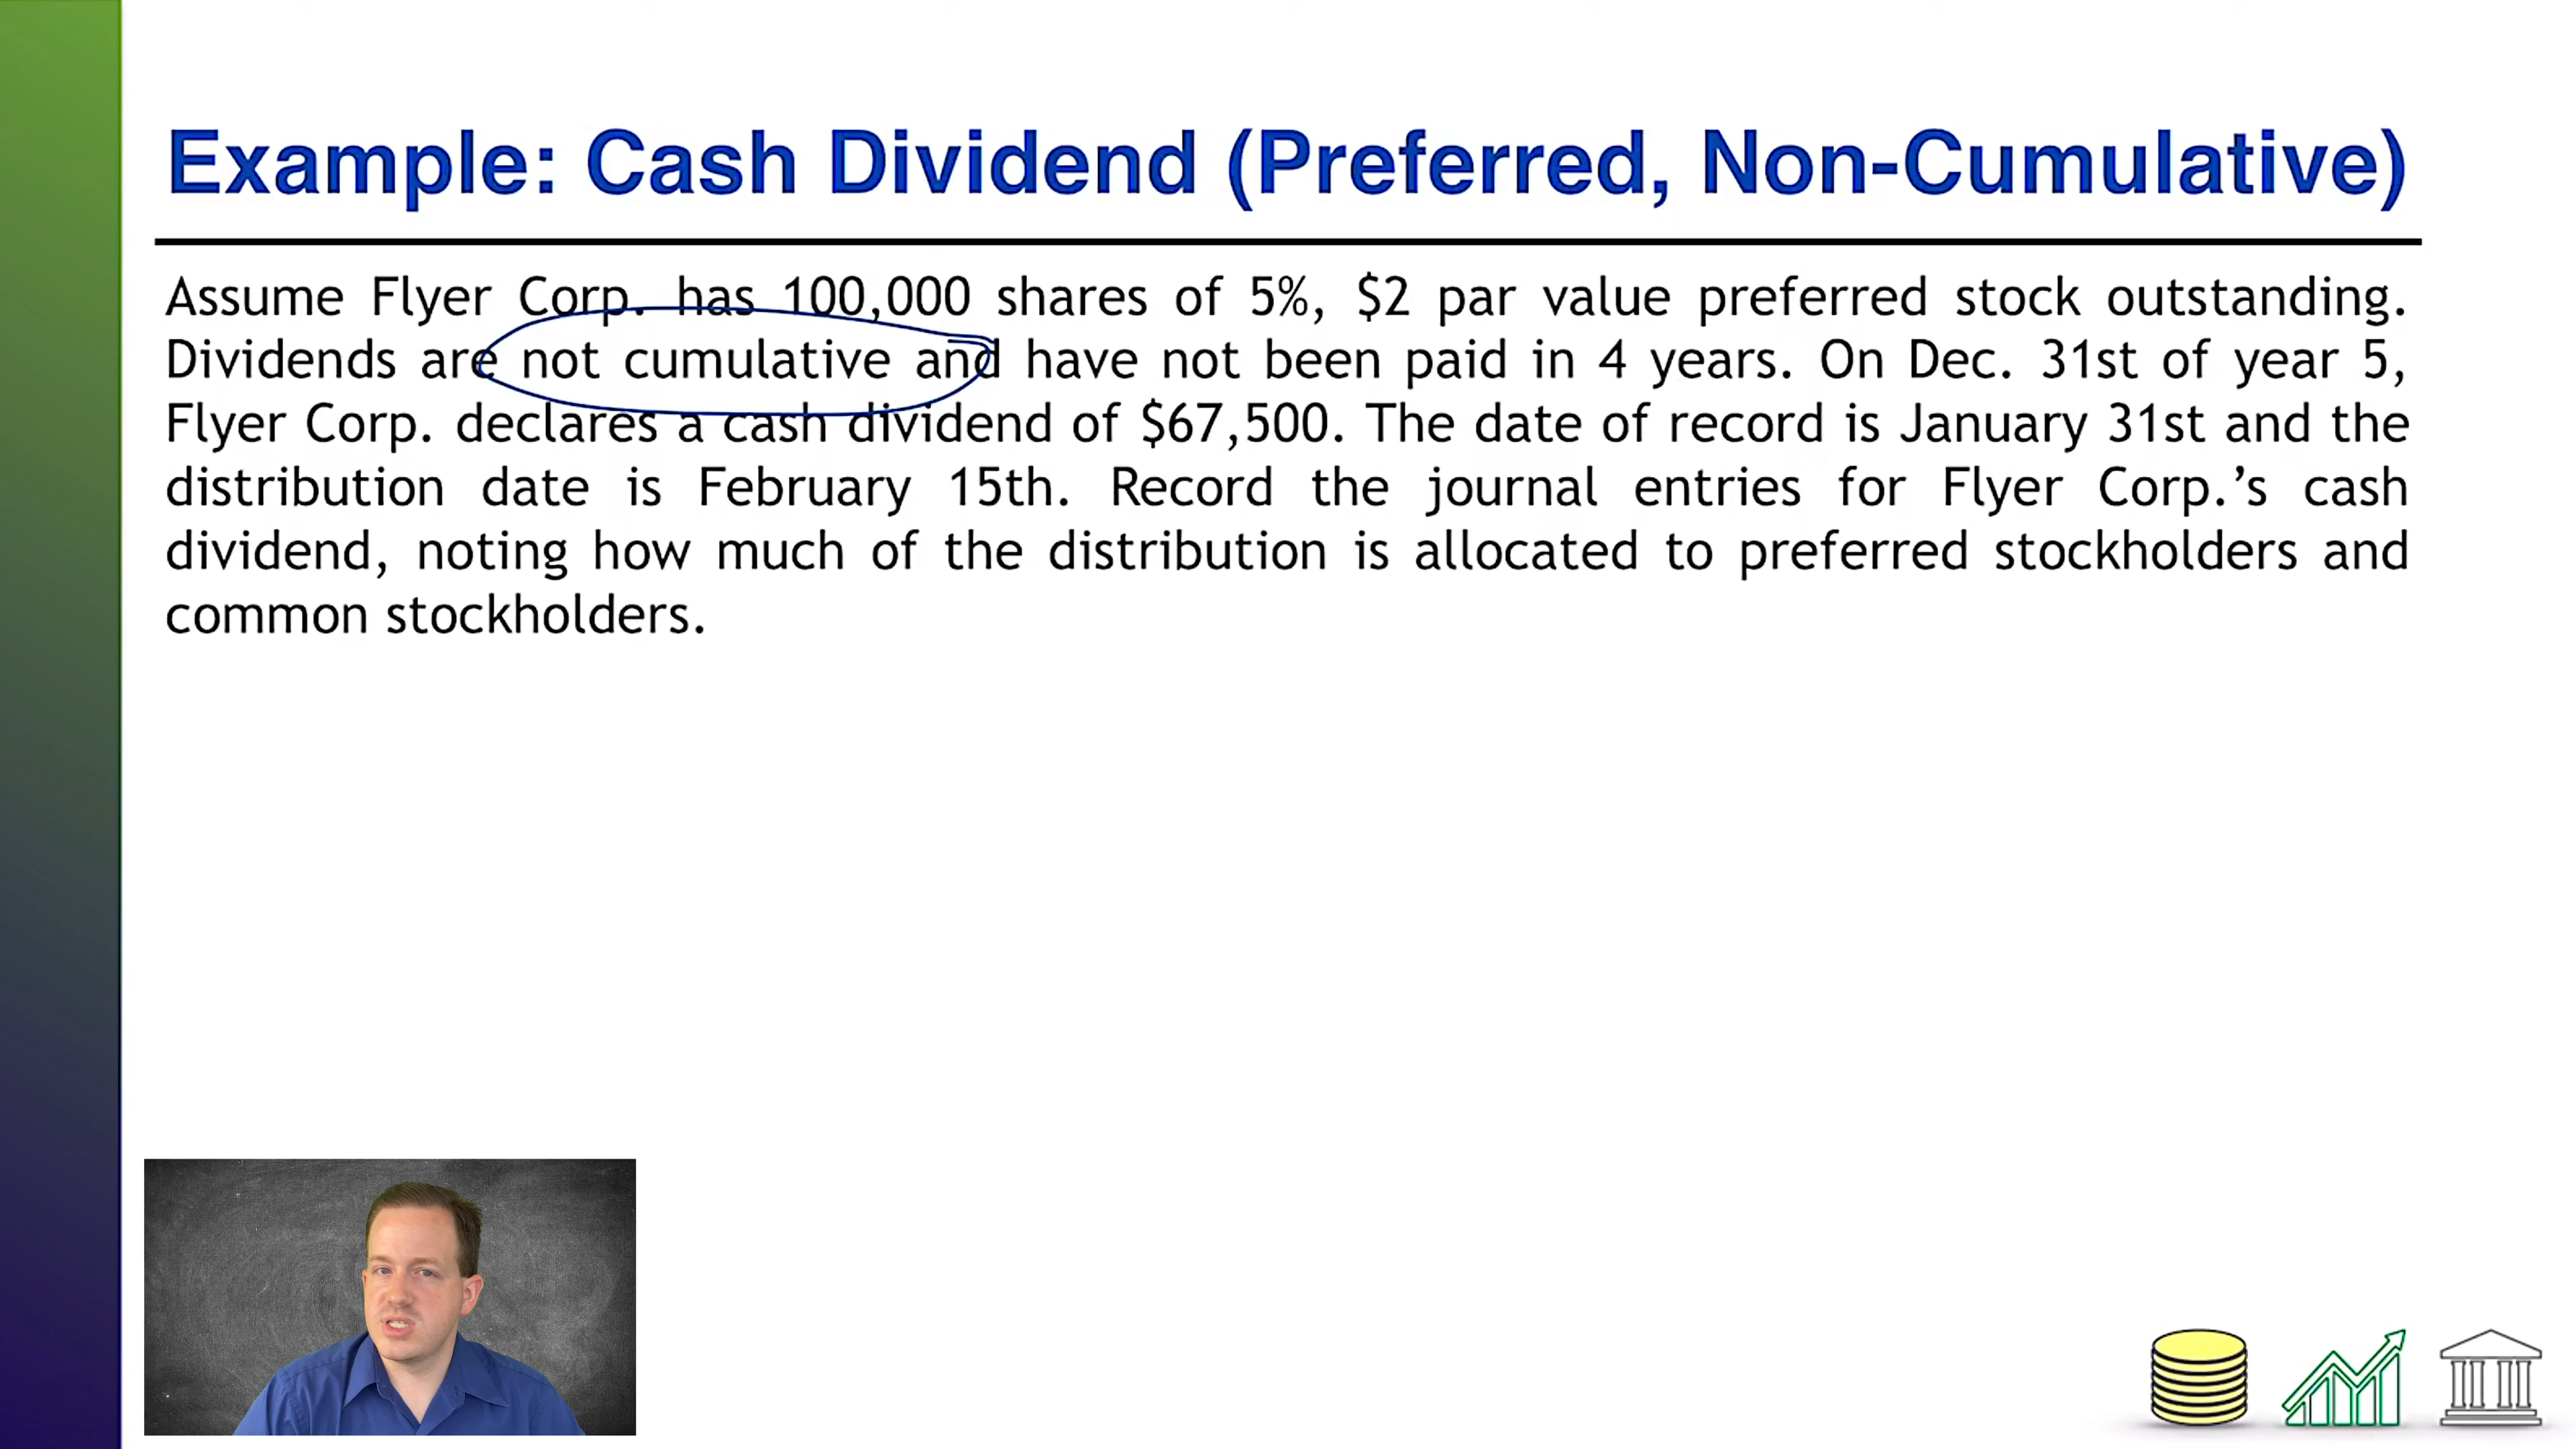 Example: Cash Dividend (Preferred, Non-Cumulative)
Assume Flyer Corp. has 100,000 shares of 5%, $2 par value preferred stock outstanding.
Dividends are not cumulative and have not been paid in 4 years. On Dec. 31st of year 5,
Flyer Corp. declares a cash dividend of $67,500. The date of record is January 31st and the
distribution date is February 15th. Record the journal entries for Flyer Corp.’s cash
dividend, noting how much of the distribution is allocated to preferred stockholders and
common stockholders.